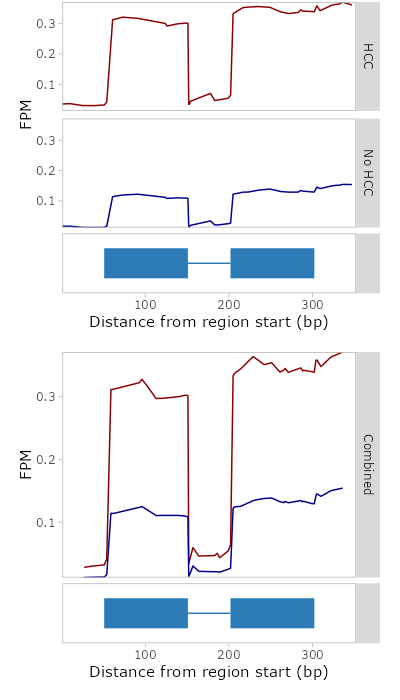 0.3
0.2
0.1
HCC
FPM
0.3
0.2
0.1
No HCC
100 200 300
Distance from region start (bp)
0.3
0.2
0.1
FPM
Combined
100 200 300
Distance from region start (bp)